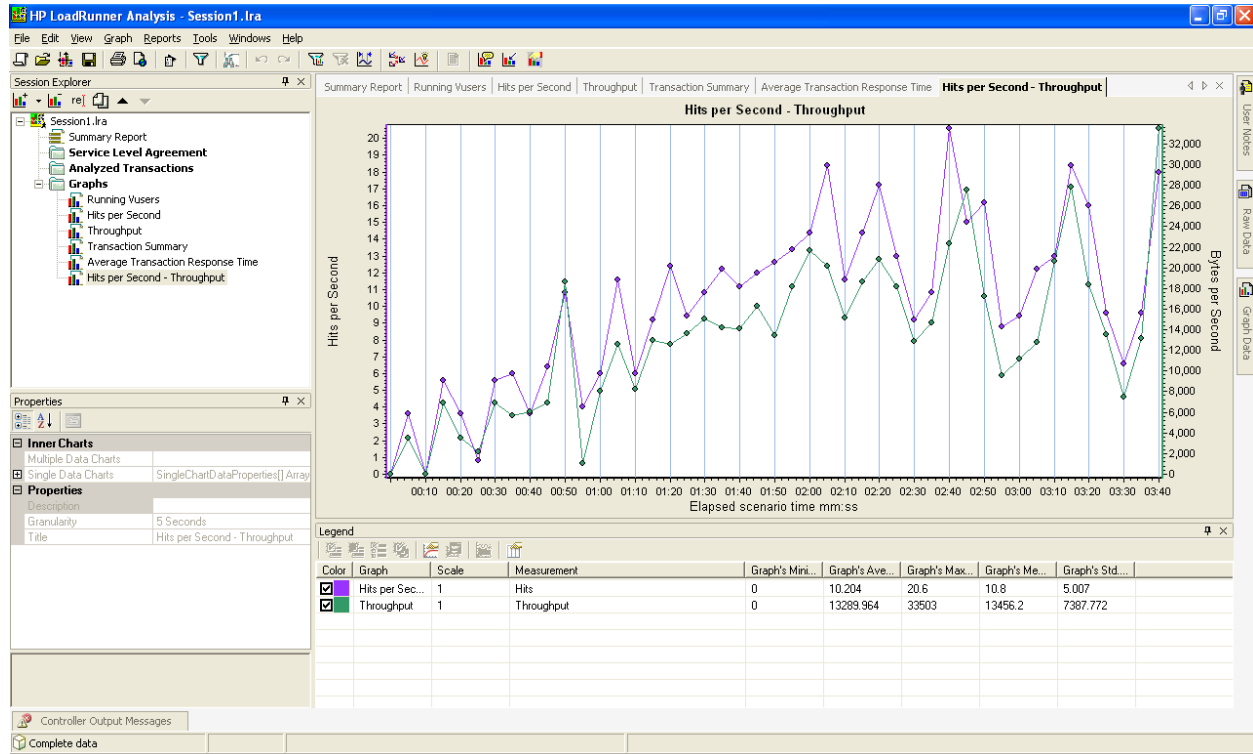 HP LoadRunner Analysis - Session1.lra
File Edit View Graph Reports Tools Windows Help
Session Explorer
Session1.lra
Summary Report
Service Level Agreement
Analyzed Transactions
Graphs
Running Vusers
Hits per Second
Throughput
Transaction Summary
Average Transaction Response Time
Hits per Second - Throughput
Properties
Inner Charts
Multiple Data Charts
Single Data Charts SingleChartDataProperties[] Array
Properties
Description
Granularity 5 Seconds
Title Hits per Second - Throughput
Summary Report Running Vusers Hits per Second Throughput Transaction Summary Average Transaction Response Time Hits per Second - Throughput
Hits per Second - Throughput
Hits per Second
20
19
18
17
16
15
14
13
12
11
10
9
8
7
6
5
4
3
2
1
0
32,000
30,000
28,000
26,000
24,000
22,000
20,000
18,000
16,000
14,000
12,000
10,000
8,000
6,000
4,000
2,000
0
Bytes per Second
00:10 00:20 00:30 00:40 00:50 01:00 01:10 01:20 01:30 01:40 01:50 02:00 02:10 02:20 02:30 02:40 02:50 03:00 03:10 03:20 03:30 03:40
Elapsed scenario time mm:ss
Legend
Color Graph Scale Measurement Graph's Mini... Graph's Ave... Graph's Max... Graph's Me... Graph's Std....
Hits per Sec... 1 Hits 0 10.204 20.6 10.8 5.007
Throughput 1 Throughput 0 13289.964 33503 13456.2 7387.772
User Notes
Raw Data
Graph Data
Controller Output Messages
Complete data